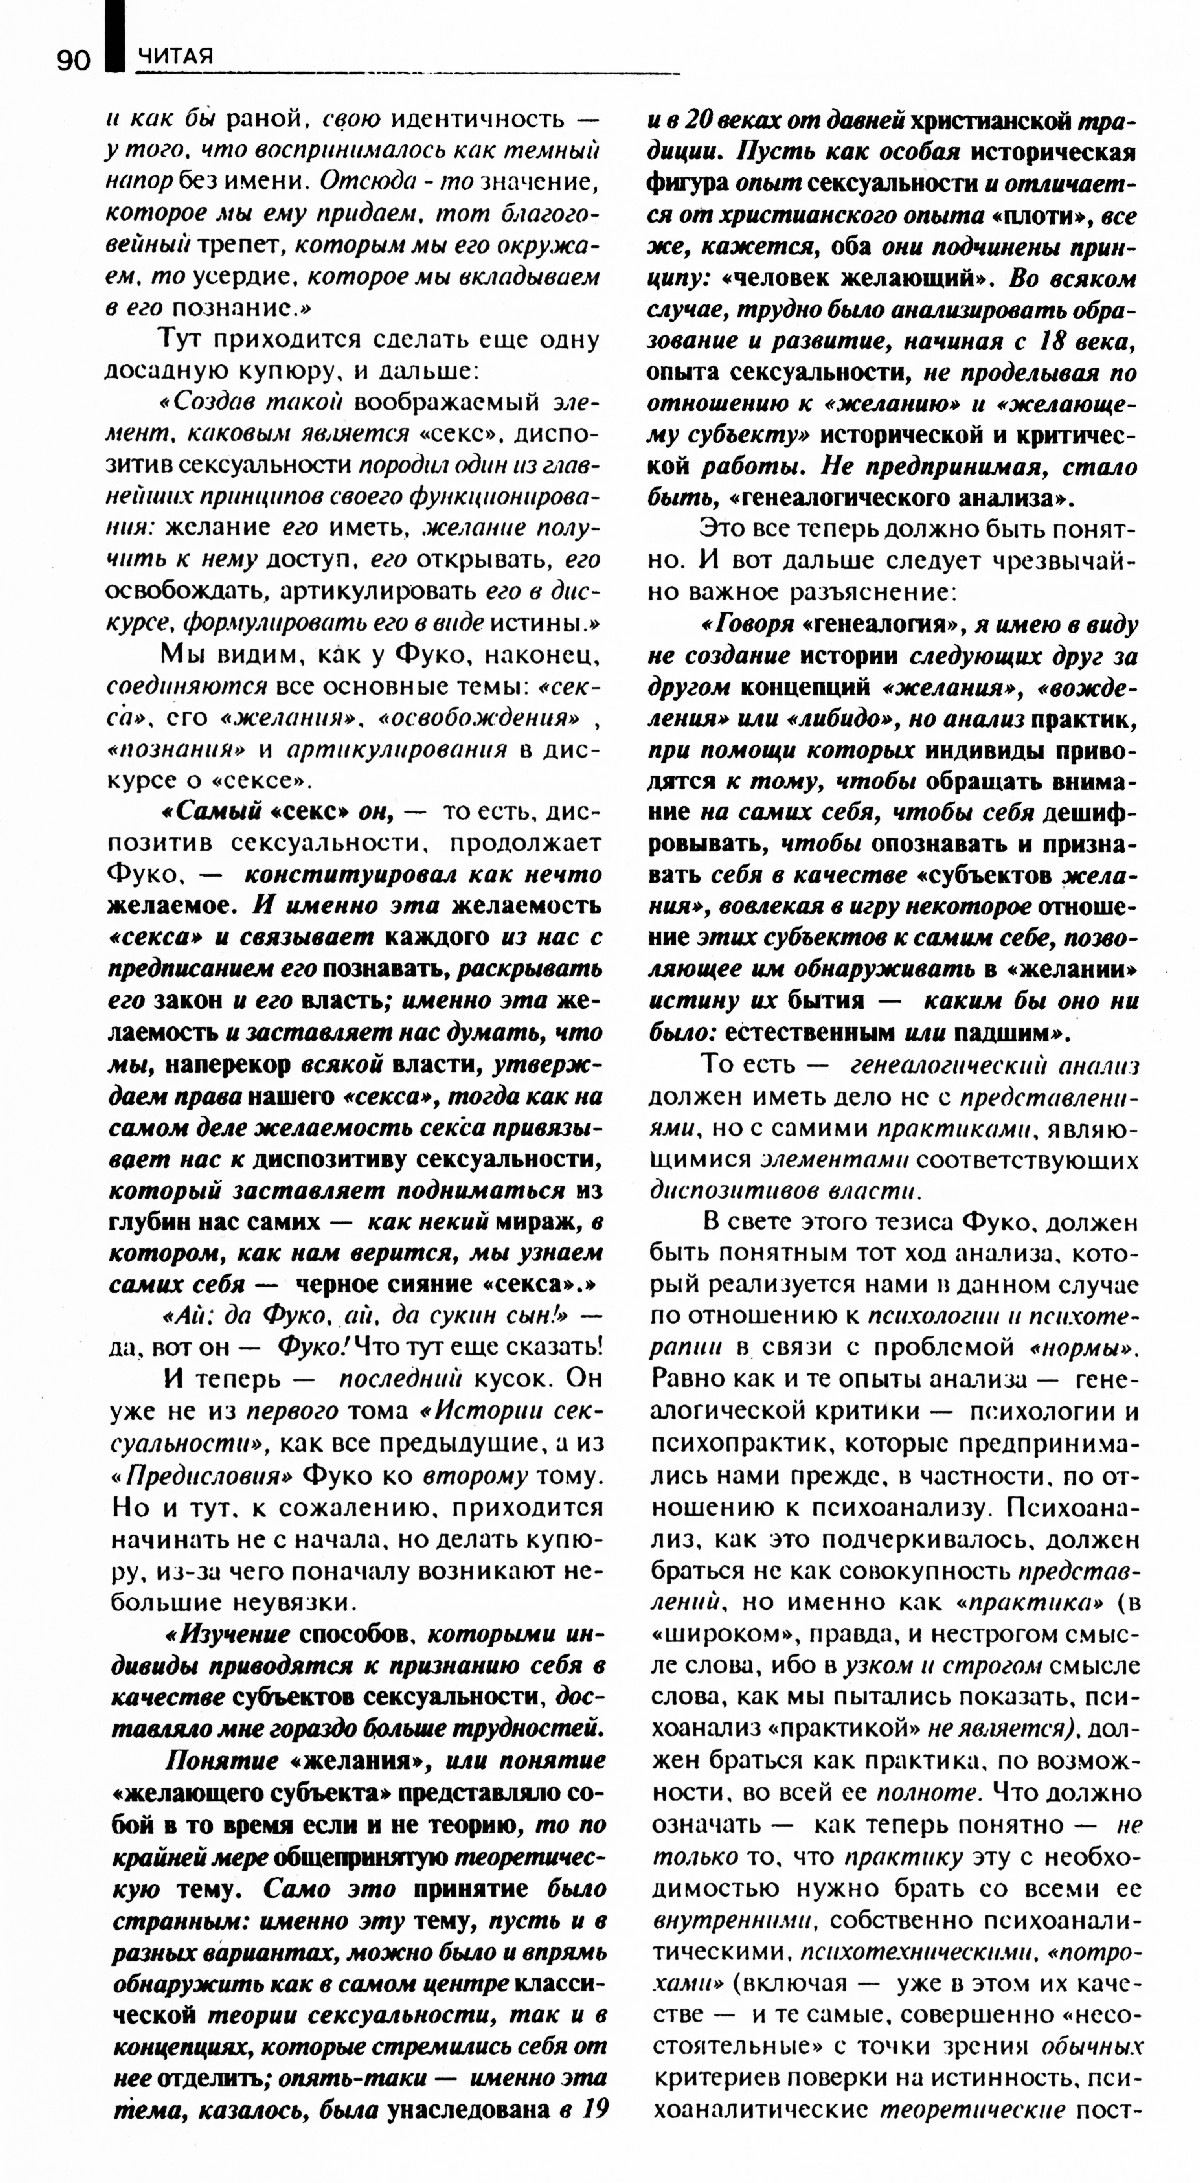 90
ЧИТАЯ
и как бы раной, свою идентичность —
у того, что воспринималось как темный
напор без имени. Отсюда - то значение,
которое мы ему придаем, тот благого-
вейный трепет, которым мы его окружа-
ем, то усердие, которое мы вкладываем
в его познание.»
Тут приходится сделать еще одну
досадную купюру, и дальше:
«Создав такой воображаемый эле-
мент, каковым является «секс», диспо-
зитив сексуальности породил один из глав-
нейших принципов своего функционирова-
ния: желание его иметь, желание полу-
чить к нему доступ, его открывать, его
освобождать, артикулировать его в дис-
курсе, формулировать его в виде истины.»
Мы видим, как у Фуко, наконец,
соединяются все основные темы: «сек-
са», его «желания», «освобождения» ,
«познания» и артикулирования в дис-
курсе о «сексе».
«Самый «секс» он, — то есть, дис-
позитив сексуальности, продолжает
Фуко, — конституировал как нечто
желаемое. И именно эта желаемость
«секса» и связывает каждого из нас с
предписанием его познавать, раскрывать
его закон и его власть; именно эта же-
лаемость и заставляет нас думать, что
мы, наперекор всякой власти, утверж-
даем права нашего «секса», тогда как на
самом деле желаемость секса привязы-
вает нас к диспозитиву сексуальности,
который заставляет подниматься из
глубин нас самих — как некий мираж, в
котором, как нам верится, мы узнаем
самих себя — черное сияние «секса».»
«Ай: да Фуко, ай, да сукин сын!» —
да, вот он — Фуко! Что тут еще сказать!
И теперь — последний кусок. Он
уже не из первого тома «Истории сек-
суальности», как все предыдущие, а из
«Предисловия» Фуко ко второму тому.
Но и тут, к сожалению, приходится
начинать не с начала, но делать купю-
ру, из-за чего поначалу возникают не-
большие неувязки.
«Изучение способов, которыми ин-
дивиды приводятся к признанию себя в
качестве субъектов сексуальности, дос-
тавляло мне гораздо больше трудностей.
Понятие «желания», или понятие
«желающего субъекта» представляло со-
бой в то время если и не теорию, то по
крайней мере общепринятую теоретичес-
кую тему. Само это принятие было
странным: именно эту тему, пусть и в
разных вариантах, можно было и впрямь
обнаружить как в самом центре класси-
ческой теории сексуальности, так и в
концепциях, которые стремились себя от
нее отделить; опять-таки — именно эта
тема, казалось, была унаследована в 19
и в 20 веках от давней христианской тра-
диции. Пусть как особая историческая
фигура опыт сексуальности и отличает-
ся от христианского опыта «плоти», все
же, кажется, оба они подчинены прин-
ципу: «человек желающий». Во всяком
случае, трудно было анализировать обра-
зование и развитие, начиная с 18 века,
опыта сексуальности, не проделывая по
отношению к «желанию» и «желающе-
му субъекту» исторической и критичес-
кой работы. Не предпринимая, стало
быть, «генеалогического анализа».
Это все теперь должно быть понят-
но. И вот дальше следует чрезвычай-
но важное разъяснение:
«Говоря «генеалогия», я имею в виду
не создание истории следующих друг за
другом концепций «желания», «вожде-
ления» или «либидо», но анализ практик,
при помощи которых индивиды приво-
дятся к тому, чтобы обращать внима-
ние на самих себя, чтобы себя дешиф-
ровывать, чтобы опознавать и призна-
вать себя в качестве «субъектов жела-
ния», вовлекая в игру некоторое отноше-
ние этих субъектов к самим себе, позво-
ляющее им обнаруживать в «желании»
истину их бытия — каким бы оно ни
было: естественным или падшим».
То есть — генеалогический анализ
должен иметь дело не с представлени-
ями, но с самими практиками, являю-
щимися элементами соответствующих
диспозитивов власти.
В свете этого тезиса Фуко, должен
быть понятным тот ход анализа, кото-
рый реализуется нами в данном случае
по отношению к психологии и психоте-
рапии в связи с проблемой «нормы».
Равно как и те опыты анализа — гене-
алогической критики — психологии и
психопрактик, которые предпринима-
лись нами прежде, в частности, по от-
ношению к психоанализу. Психоана-
лиз, как это подчеркивалось, должен
браться не как совокупность представ-
лений, но именно как «практика» (в
«широком», правда, и нестрогом смыс-
ле слова, ибо в узком и строгом смысле
слова, как мы пытались показать, пси-
хоанализ «практикой» не является), дол-
жен браться как практика, по возмож-
ности, во всей ее полноте. Что должно
означать — как теперь понятно — не
только то, что практику эту с необхо-
димостью нужно брать со всеми ее
внутренними, собственно психоанали-
тическими, психотехническими, «потро-
хами» (включая — уже в этом их каче-
стве — и те самые, совершенно «несо-
стоятельные» с точки зрения обычных
критериев поверки на истинность, пси-
хоаналитические теоретические пост-